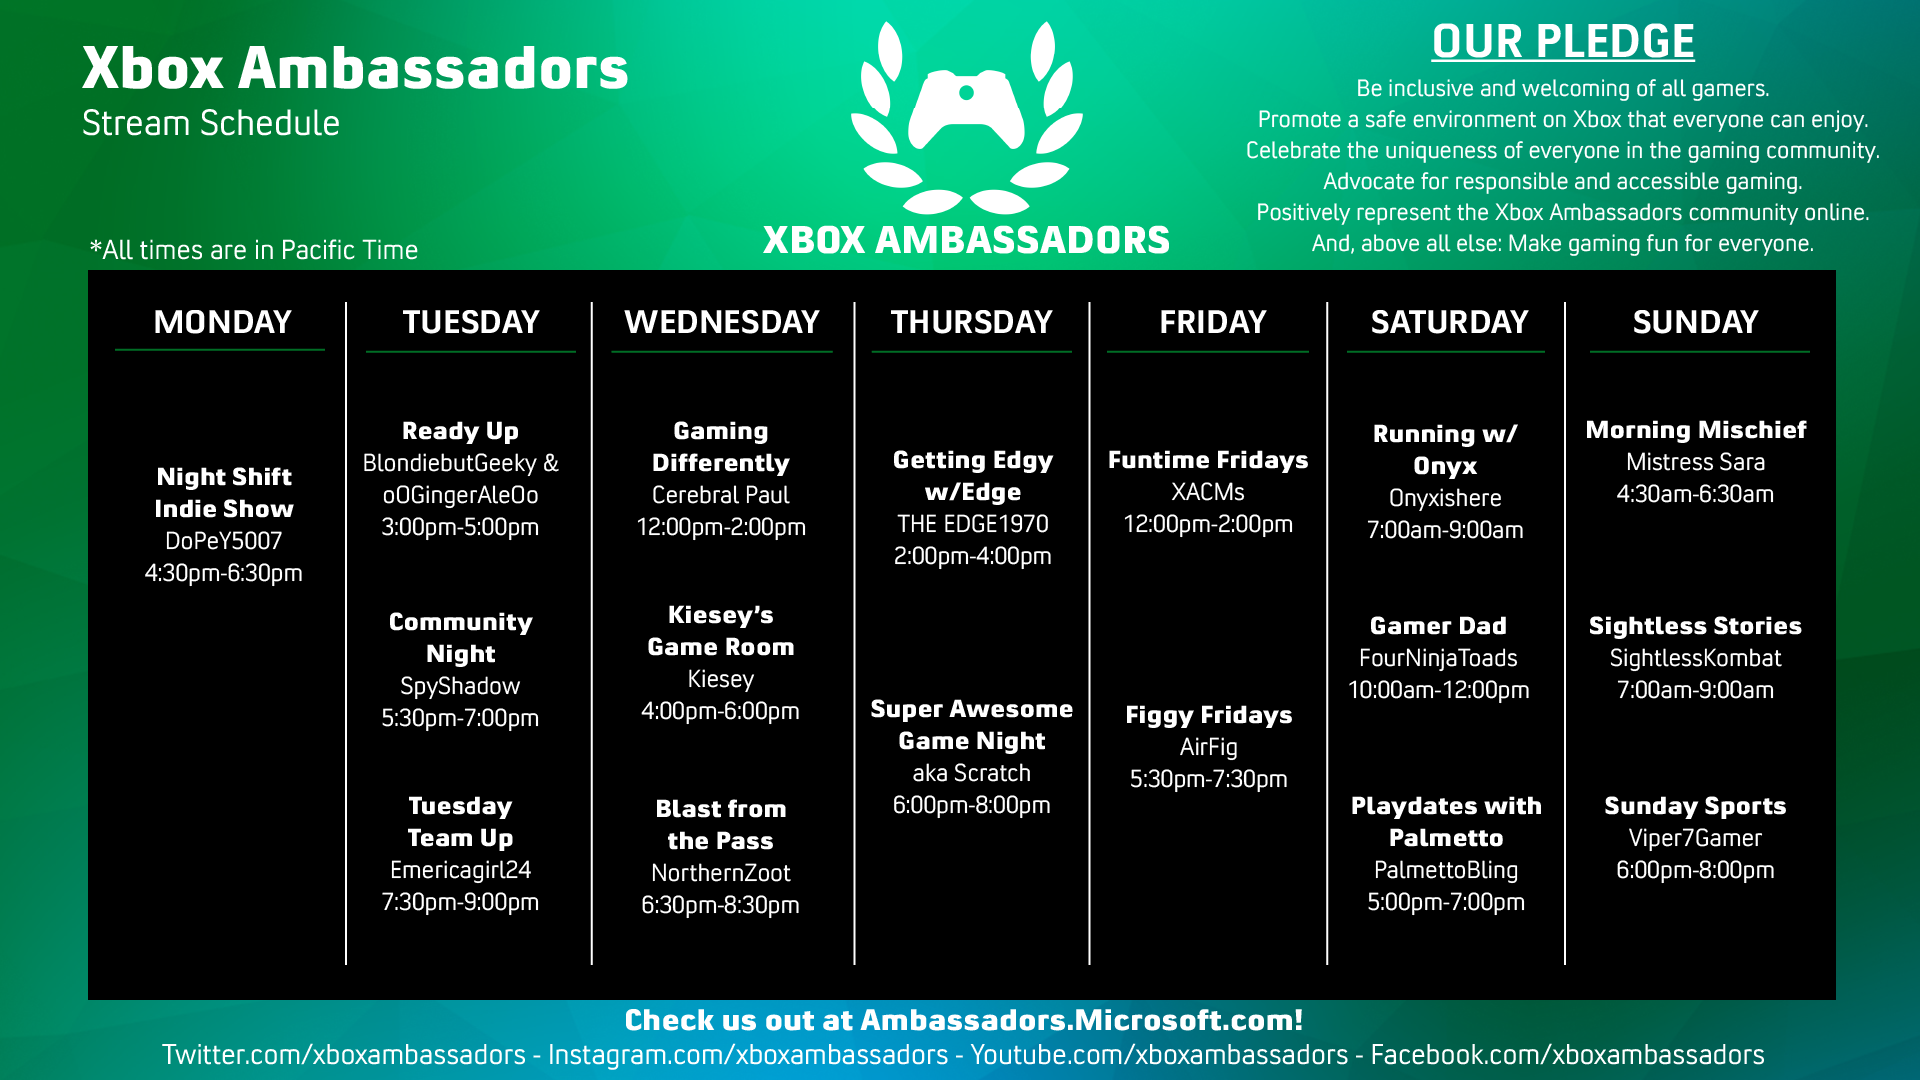 Xbox Ambassadors
Stream Schedule
*All times are in Pacific Time
XBOX AMBASSADORS
OUR PLEDGE
Be inclusive and welcoming of all gamers.
Promote a safe environment on Xbox that everyone can enjoy.
Celebrate the uniqueness of everyone in the gaming community.
Advocate for responsible and accessible gaming.
Positively represent the Xbox Ambassadors community online.
And, above all else: Make gaming fun for everyone.
MONDAY
Night Shift
Indie Show
DoPeY5007
4:30pm-6:30pm
TUESDAY
Ready Up
BlondiebutGeeky &
oOGingerAleOo
3:00pm-5:00pm
Community
Night
SpyShadow
5:30pm-7:00pm
Tuesday
Team Up
Emericagirl24
7:30pm-9:00pm
WEDNESDAY
Gaming
Differently
Cerebral Paul
12:00pm-2:00pm
Kiesey’s
Game Room
Kiesey
4:00pm-6:00pm
Blast from
the Pass
NorthernZoot
6:30pm-8:30pm
THURSDAY
Getting Edgy
w/Edge
THE EDGE1970
2:00pm-4:00pm
Super Awesome
Game Night
aka Scratch
6:00pm-8:00pm
FRIDAY
Funtime Fridays
XACMs
12:00pm-2:00pm
Figgy Fridays
AirFig
5:30pm-7:30pm
SATURDAY
Running w/
Onyx
Onyxishere
7:00am-9:00am
Gamer Dad
FourNinjaToads
10:00am-12:00pm
Playdates with
Palmetto
PalmettoBling
5:00pm-7:00pm
SUNDAY
Morning Mischief
Mistress Sara
4:30am-6:30am
Sightless Stories
SightlessKombat
7:00am-9:00am
Sunday Sports
Viper7Gamer
6:00pm-8:00pm
Check us out at Ambassadors.Microsoft.com!
Twitter.com/xboxambassadors - Instagram.com/xboxambassadors - Youtube.com/xboxambassadors - Facebook.com/xboxambassadors